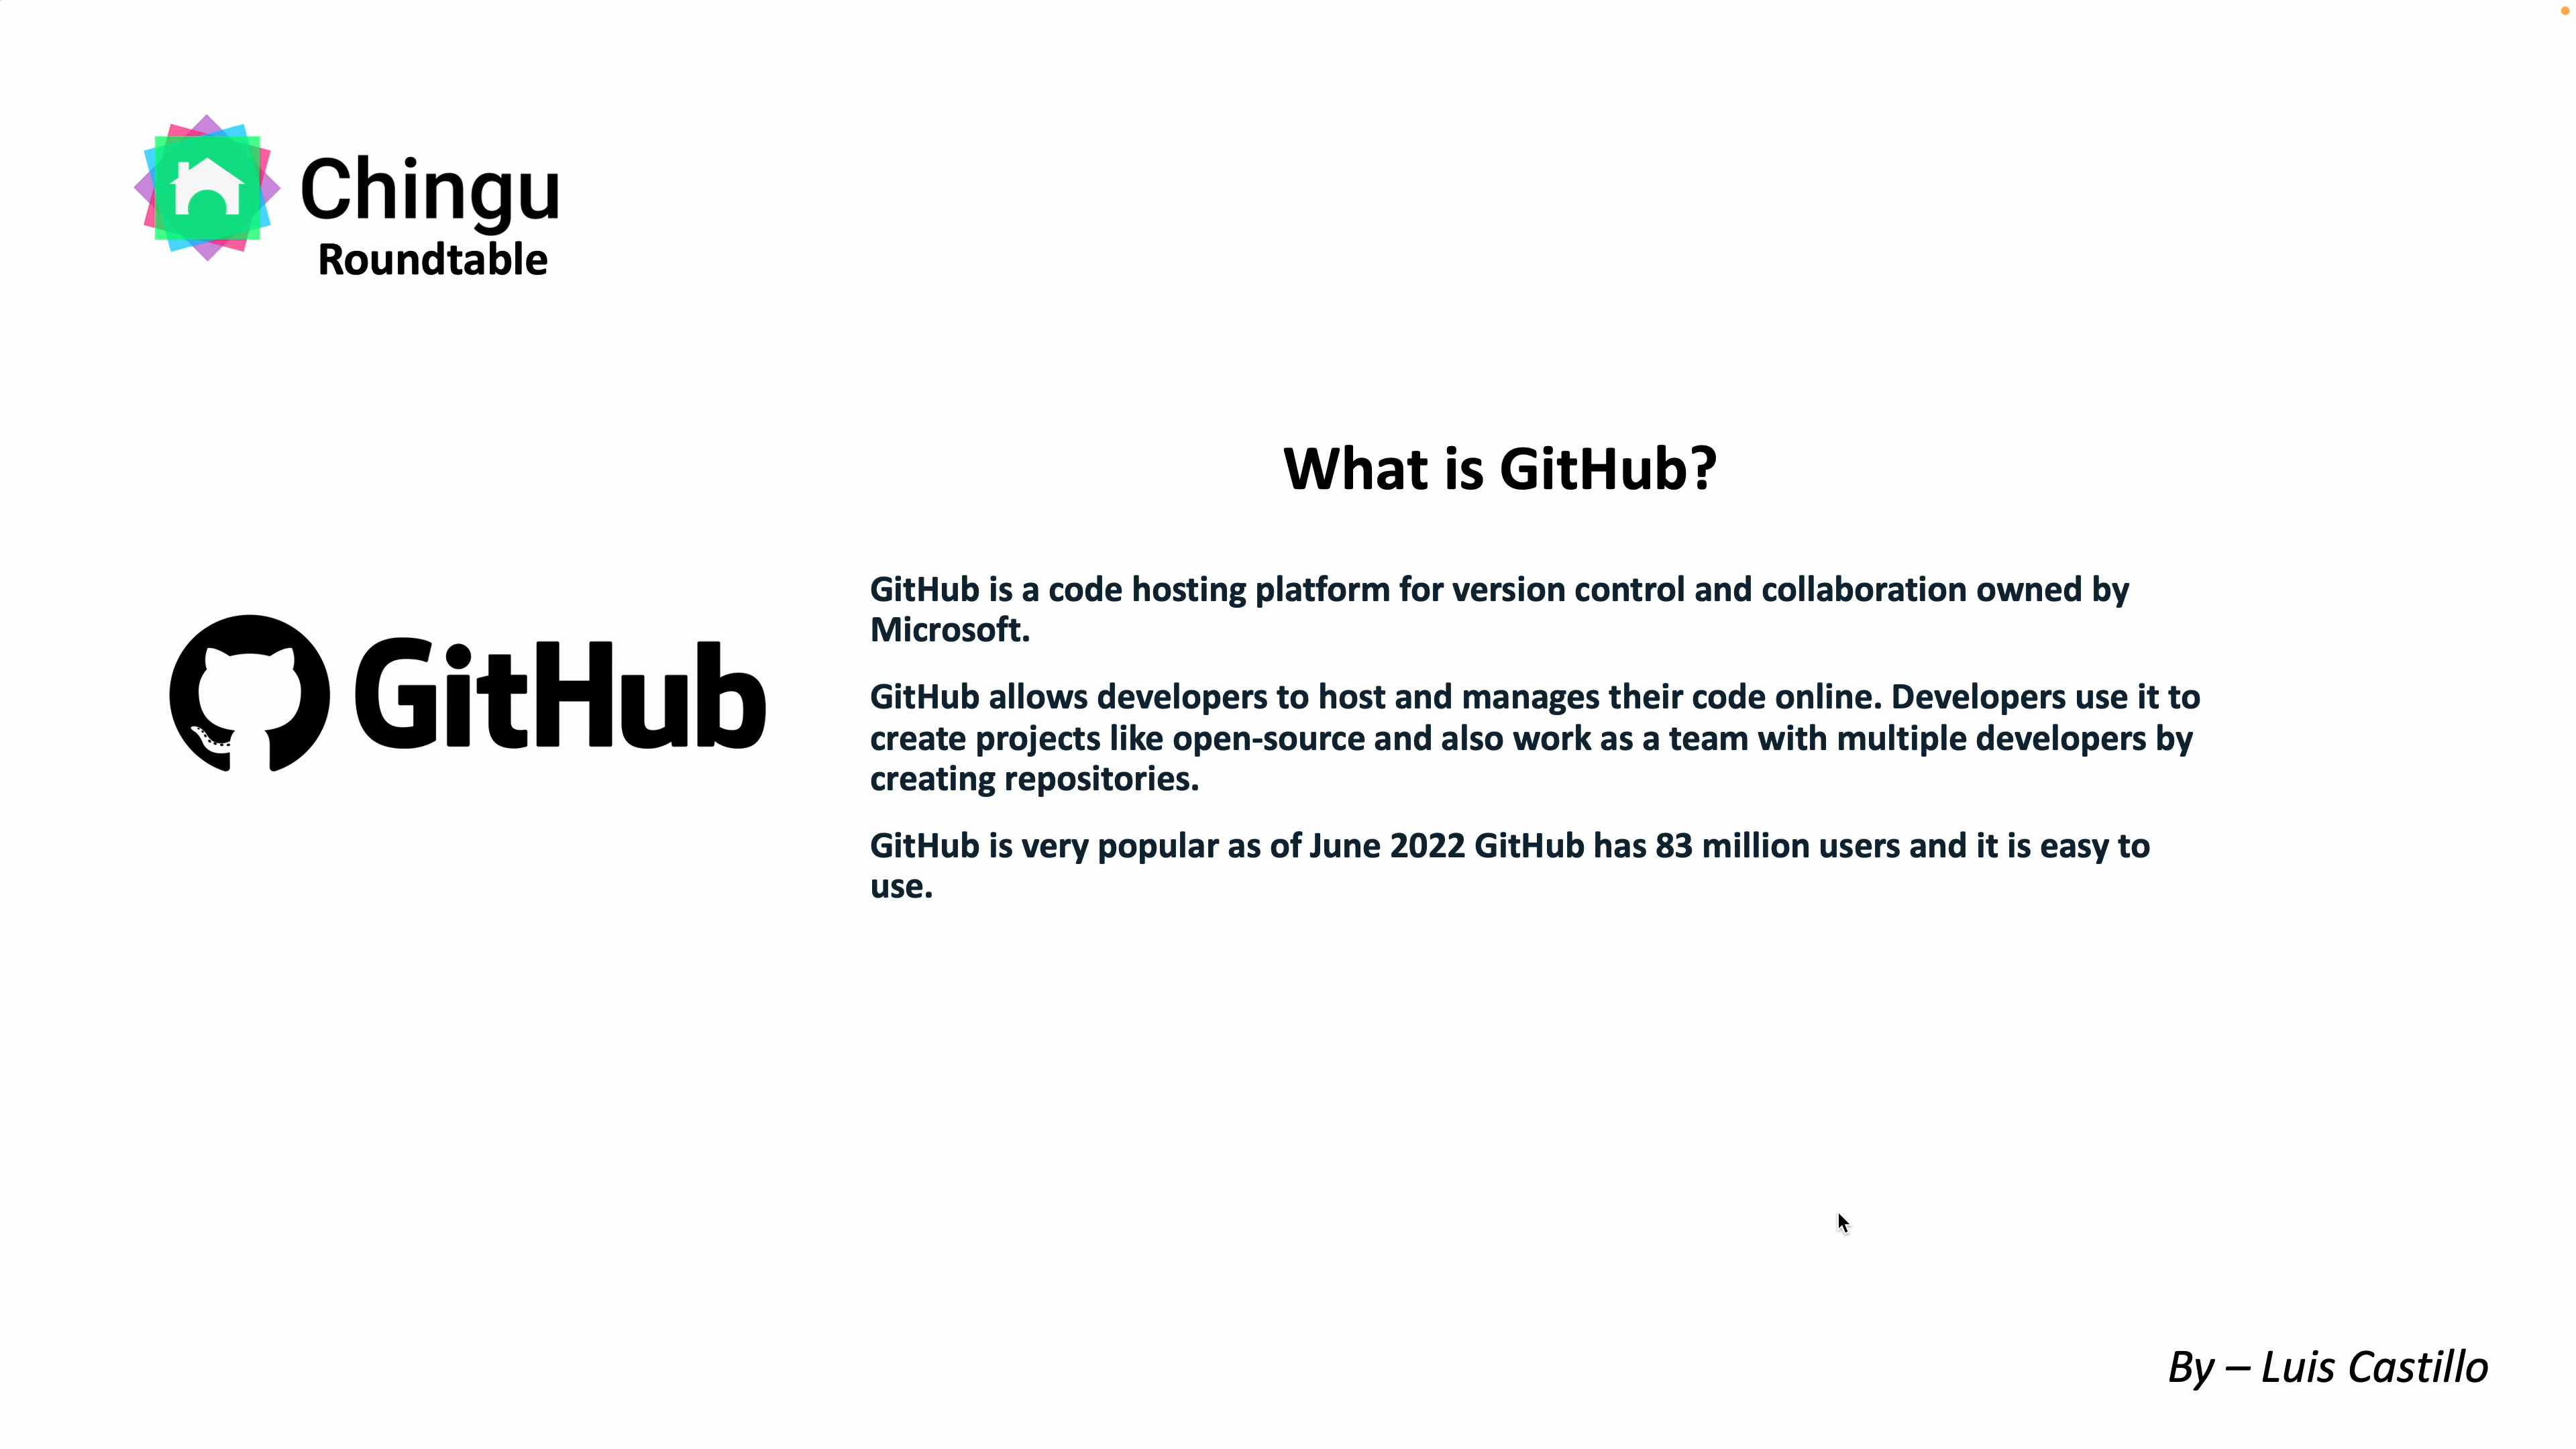 Chingu
Roundtable
What is GitHub?
GitHub
GitHub is a code hosting platform for version control and collaboration owned by
Microsoft.
GitHub allows developers to host and manages their code online. Developers use it to
create projects like open-source and also work as a team with multiple developers by
creating repositories.
GitHub is very popular as of June 2022 GitHub has 83 million users and it is easy to
use.
By – Luis Castillo